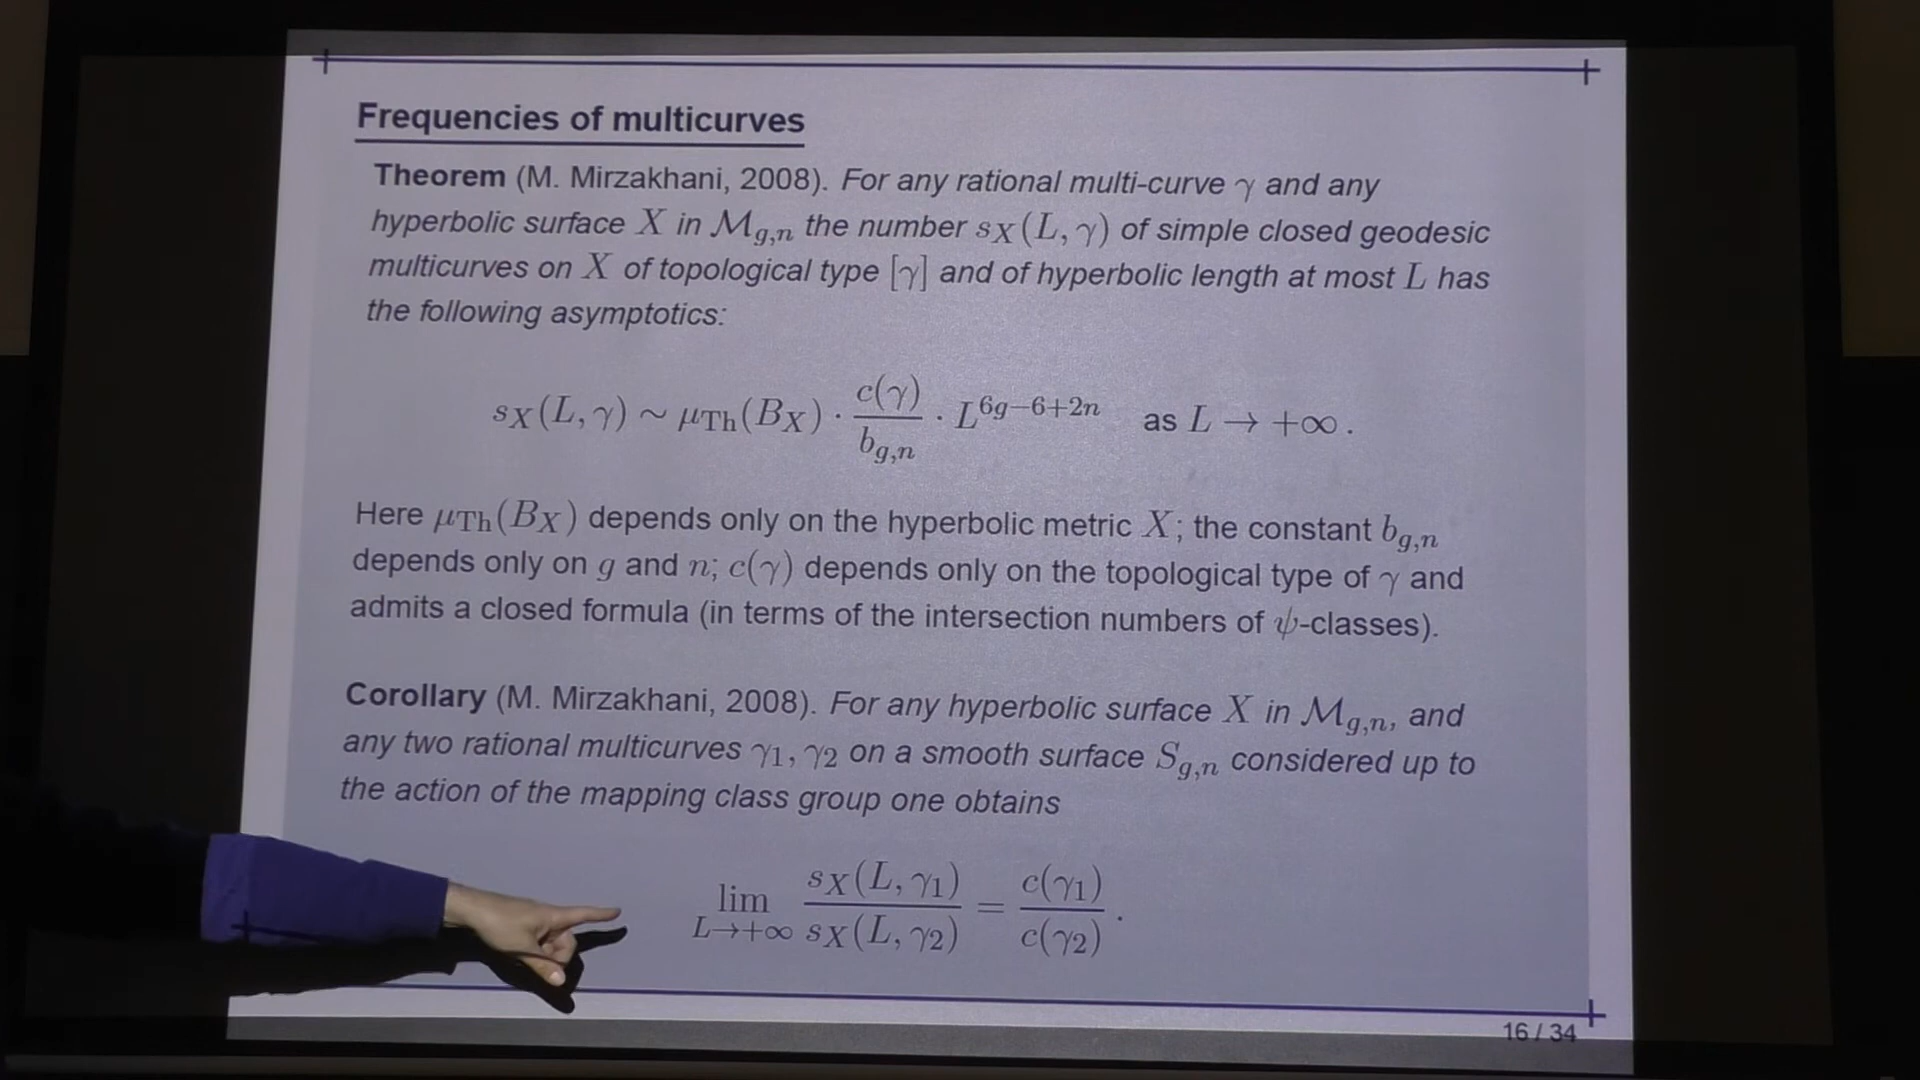 Frequencies of multicurves
Theorem (M. Mirzakhani, 2008). For any rational multi-curve γ and any
hyperbolic surface X in ℳ_{g,n} the number s_X(L, γ) of simple closed geodesic
multicurves on X of topological type [γ] and of hyperbolic length at most L has
the following asymptotics:
s_X(L, γ) ∼ μ_Th(B_X) · c(γ)/b_{g,n} · L^{6g−6+2n} as L → +∞ .
Here μ_Th(B_X) depends only on the hyperbolic metric X; the constant b_{g,n}
depends only on g and n; c(γ) depends only on the topological type of γ and
admits a closed formula (in terms of the intersection numbers of ψ-classes).
Corollary (M. Mirzakhani, 2008). For any hyperbolic surface X in ℳ_{g,n}, and
any two rational multicurves γ₁, γ₂ on a smooth surface S_{g,n} considered up to
the action of the mapping class group one obtains
lim_{L→+∞} s_X(L, γ₁)/s_X(L, γ₂) = c(γ₁)/c(γ₂) .
16 / 34